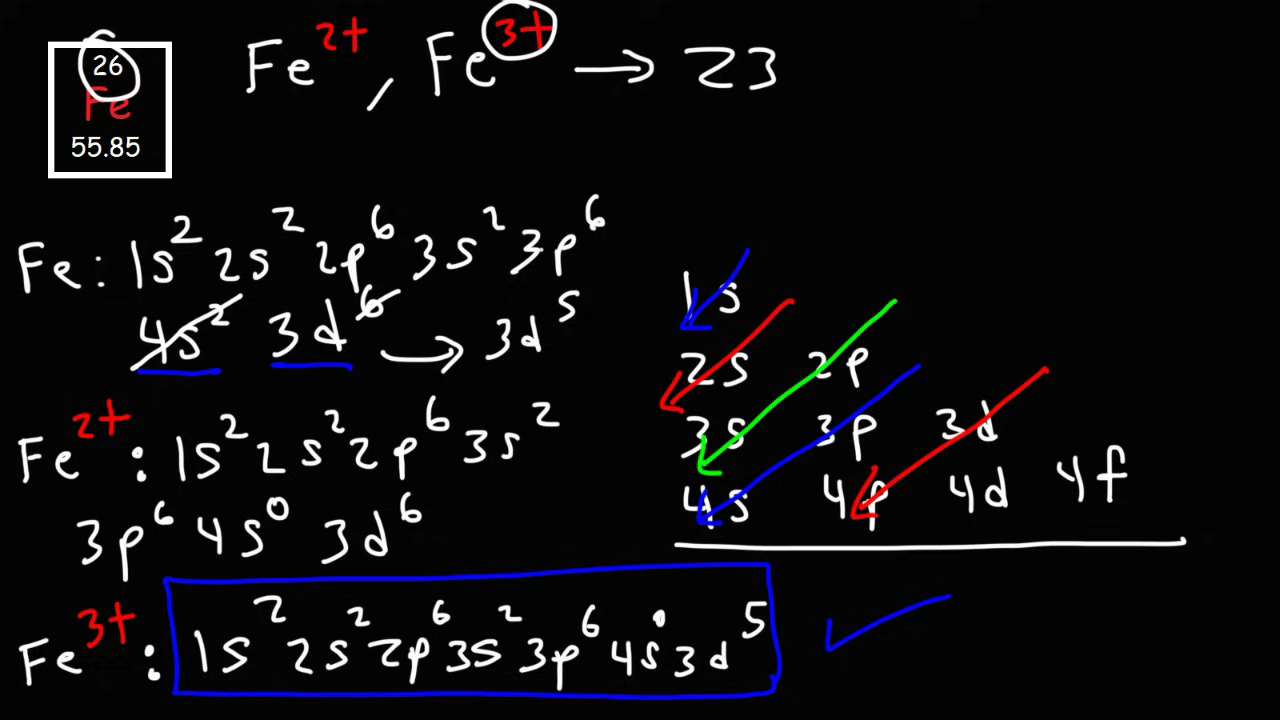 26
Fe
55.85
Fe²⁺, Fe³⁺ → 23
Fe: 1s² 2s² 2p⁶ 3s² 3p⁶
4s² 3d⁶ → 3d⁵
Fe²⁺: 1s² 2s² 2p⁶ 3s²
3p⁶ 4s⁰ 3d⁶
Fe³⁺: 1s² 2s² 2p⁶ 3s² 3p⁶ 4s⁰ 3d⁵
1s
2s 2p
3s 3p 3d
4s 4p 4d 4f